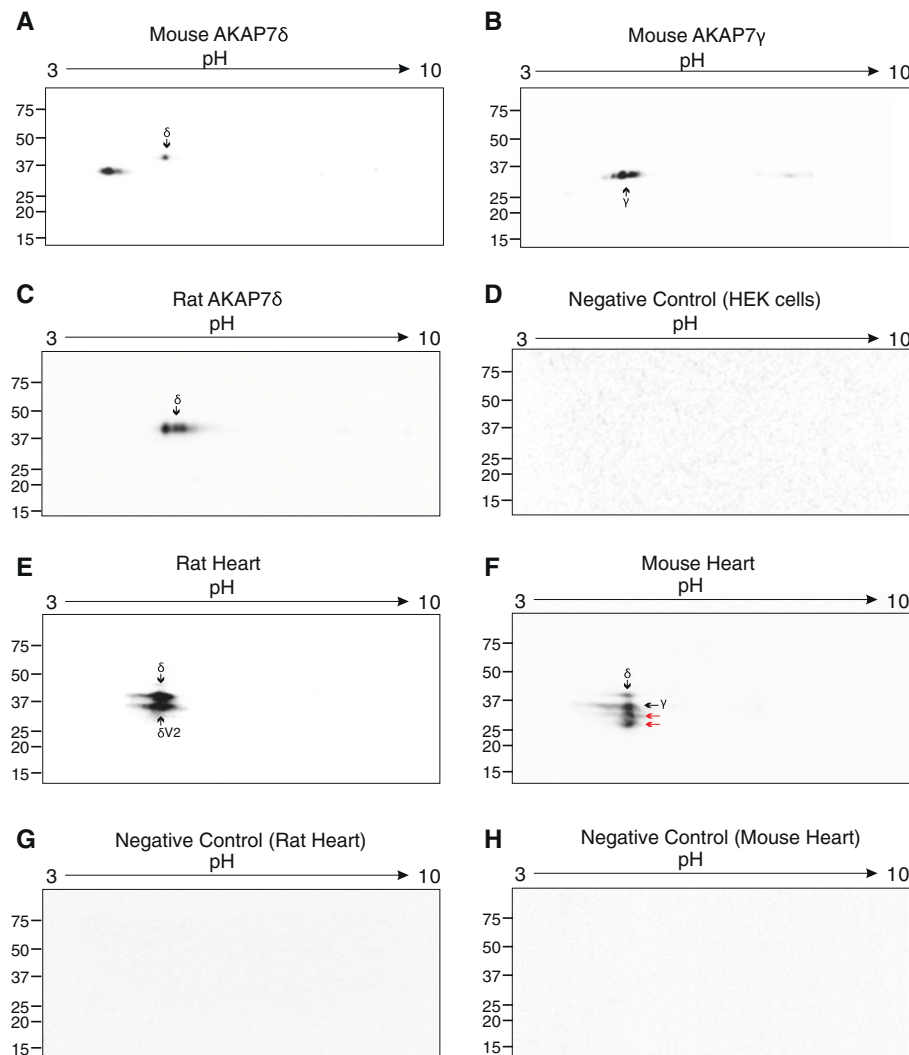 A
Mouse AKAP7δ
pH
3 10
75
50
37
25
20
15
δ
B
Mouse AKAP7γ
pH
3 10
75
50
37
25
20
15
γ
C
Rat AKAP7δ
pH
3 10
75
50
37
25
20
15
δ
D
Negative Control (HEK cells)
pH
3 10
75
50
37
25
20
15
E
Rat Heart
pH
3 10
75
50
37
25
20
15
δ
δV2
F
Mouse Heart
pH
3 10
75
50
37
25
20
15
δ
γ
G
Negative Control (Rat Heart)
pH
3 10
75
50
37
25
20
15
H
Negative Control (Mouse Heart)
pH
3 10
75
50
37
25
20
15